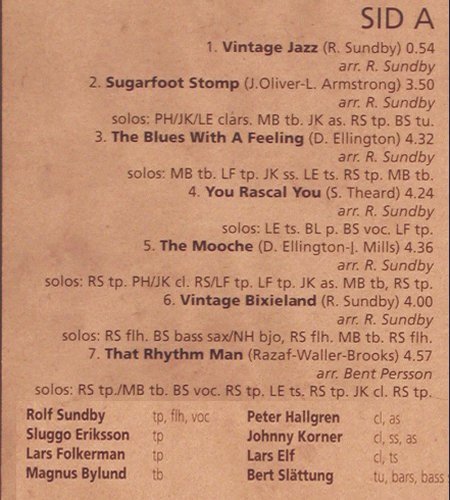 SID A
1. Vintage Jazz (R. Sundby) 0.54
arr. R. Sundby
2. Sugarfoot Stomp (J.Oliver-L. Armstrong) 3.50
arr. R. Sundby
solos: PH/JK/LE clars. MB tb. JK as. RS tp. BS tu.
3. The Blues With A Feeling (D. Ellington) 4.32
arr. R. Sundby
solos: MB tb. LF tp. JK ss. LE ts. RS tp. MB tb.
4. You Rascal You (S. Theard) 4.24
arr. R. Sundby
solos: LE ts. BL p. BS voc. LF tp.
5. The Mooche (D. Ellington-I. Mills) 4.36
arr. R. Sundby
solos: RS tp. PH/JK cl. RS/LF tp. LF tp. JK as. MB tb, RS tp.
6. Vintage Bixieland (R. Sundby) 4.00
arr. R. Sundby
solos: RS flh. BS bass sax/NH bjo, RS flh. MB tb. RS flh.
7. That Rhythm Man (Razaf-Waller-Brooks) 4.57
arr. Bent Persson
solos: RS tp./MB tb. BS voc. RS tp. LE ts. RS tp. JK cl. RS tp.
Rolf Sundby tp, flh, voc Peter Hallgren cl, as
Sluggo Eriksson tp Johnny Korner cl, ss, as
Lars Folkerman tp Lars Elf cl, ts
Magnus Bylund tb Bert Slättung tu, bars, bass